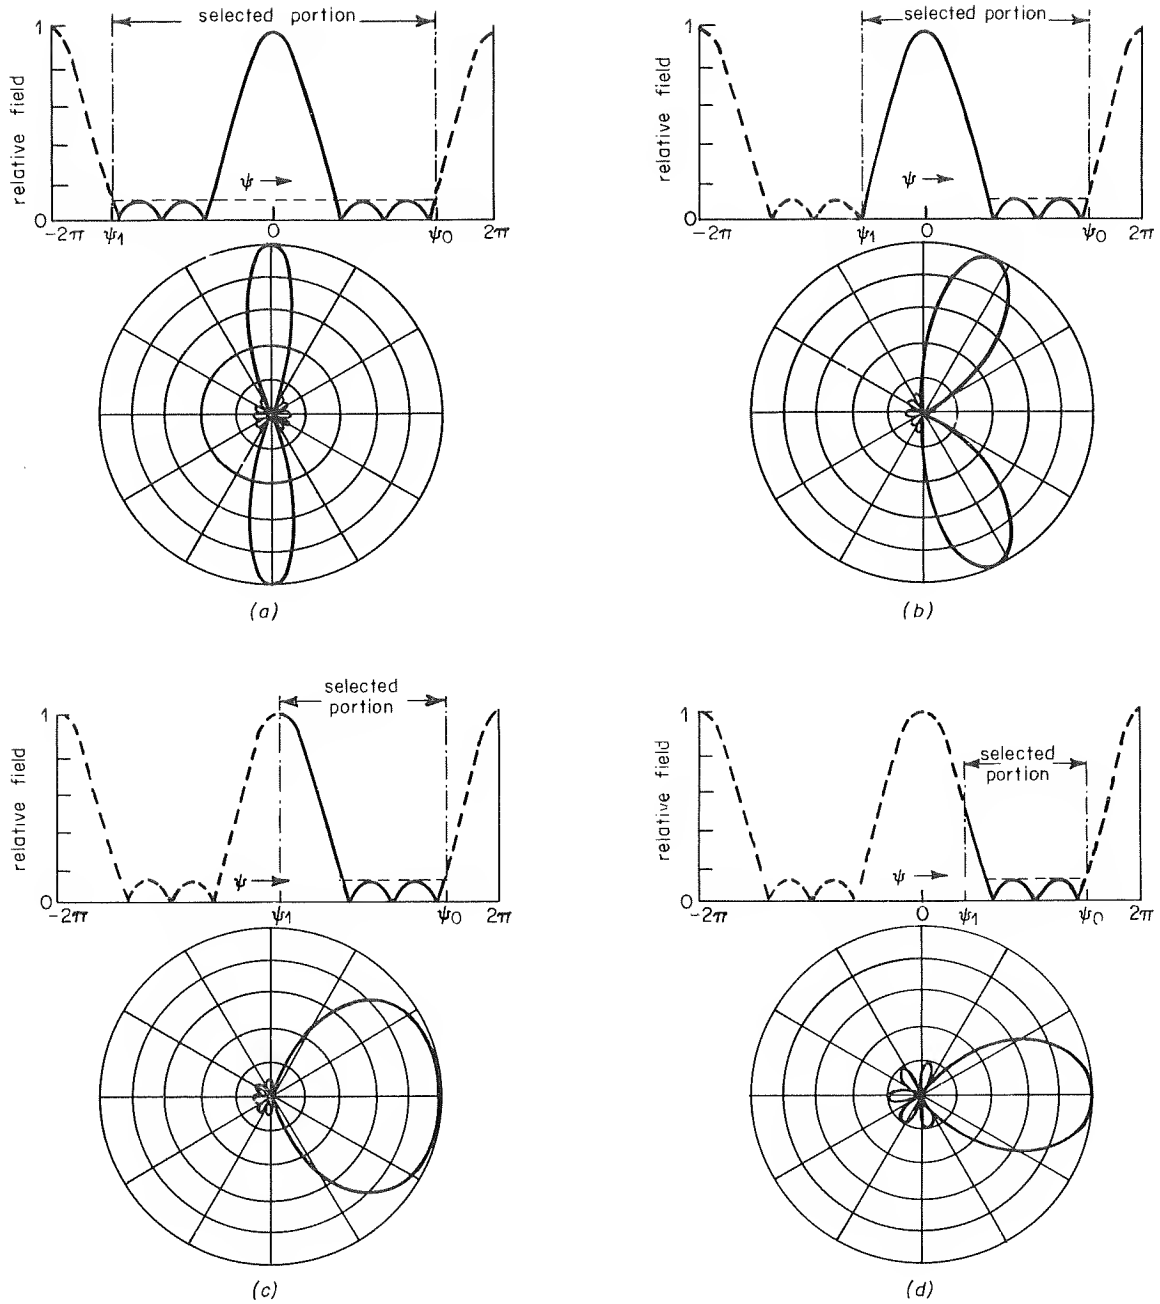 selected portion
1
relative field
ψ
0
-2π ψ1 0 ψ0 2π
(a)
selected portion
1
relative field
ψ
0
-2π ψ1 0 ψ0 2π
(b)
selected
portion
1
relative field
ψ
0
-2π ψ1 ψ0 2π
(c)
1
selected
portion
relative field
ψ
0
-2π 0 ψ1 ψ0 2π
(d)